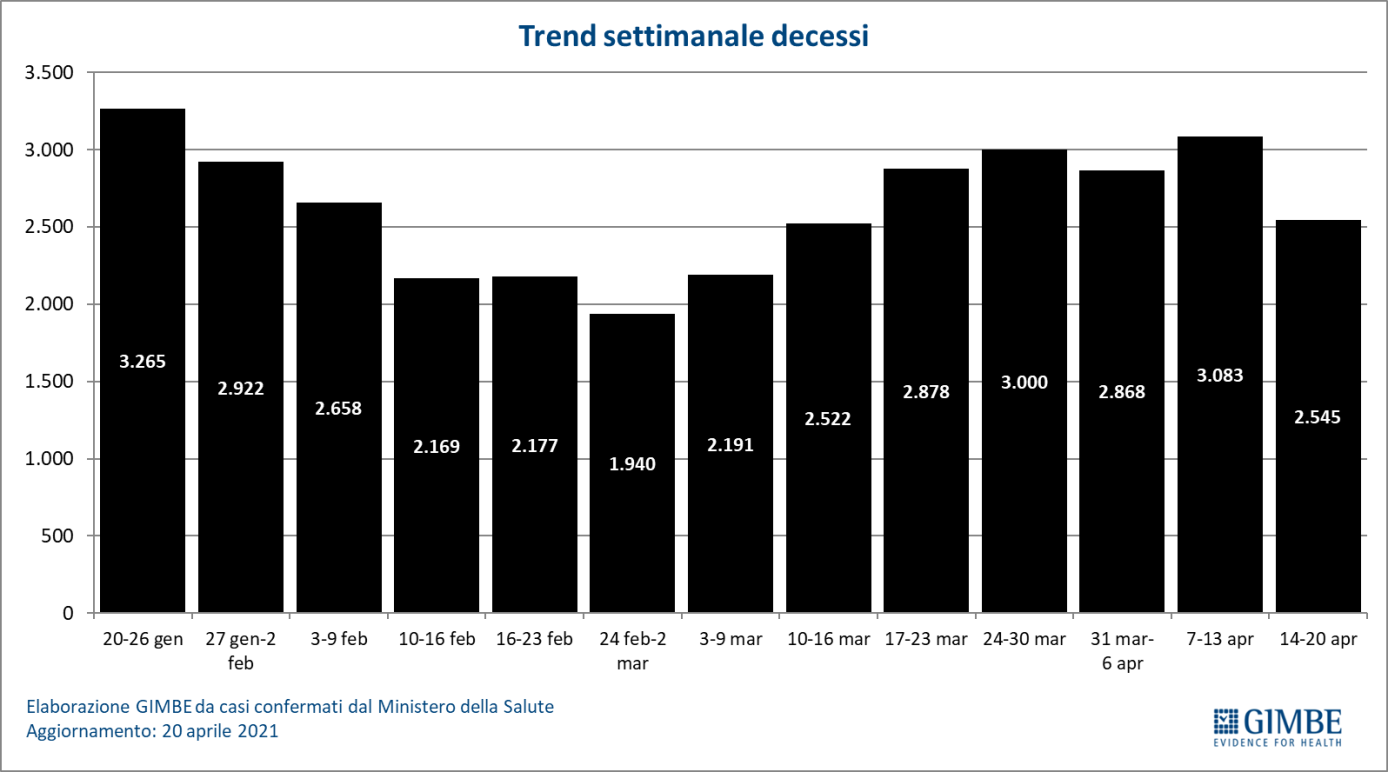 Trend settimanale decessi
3.500
3.000
2.500
2.000
1.500
1.000
500
0
3.265
2.922
2.658
2.169
2.177
1.940
2.191
2.522
2.878
3.000
2.868
3.083
2.545
20-26 gen
27 gen-2
feb
3-9 feb
10-16 feb
16-23 feb
24 feb-2
mar
3-9 mar
10-16 mar
17-23 mar
24-30 mar
31 mar-
6 apr
7-13 apr
14-20 apr
Elaborazione GIMBE da casi confermati dal Ministero della Salute
Aggiornamento: 20 aprile 2021
GIMBE
EVIDENCE FOR HEALTH